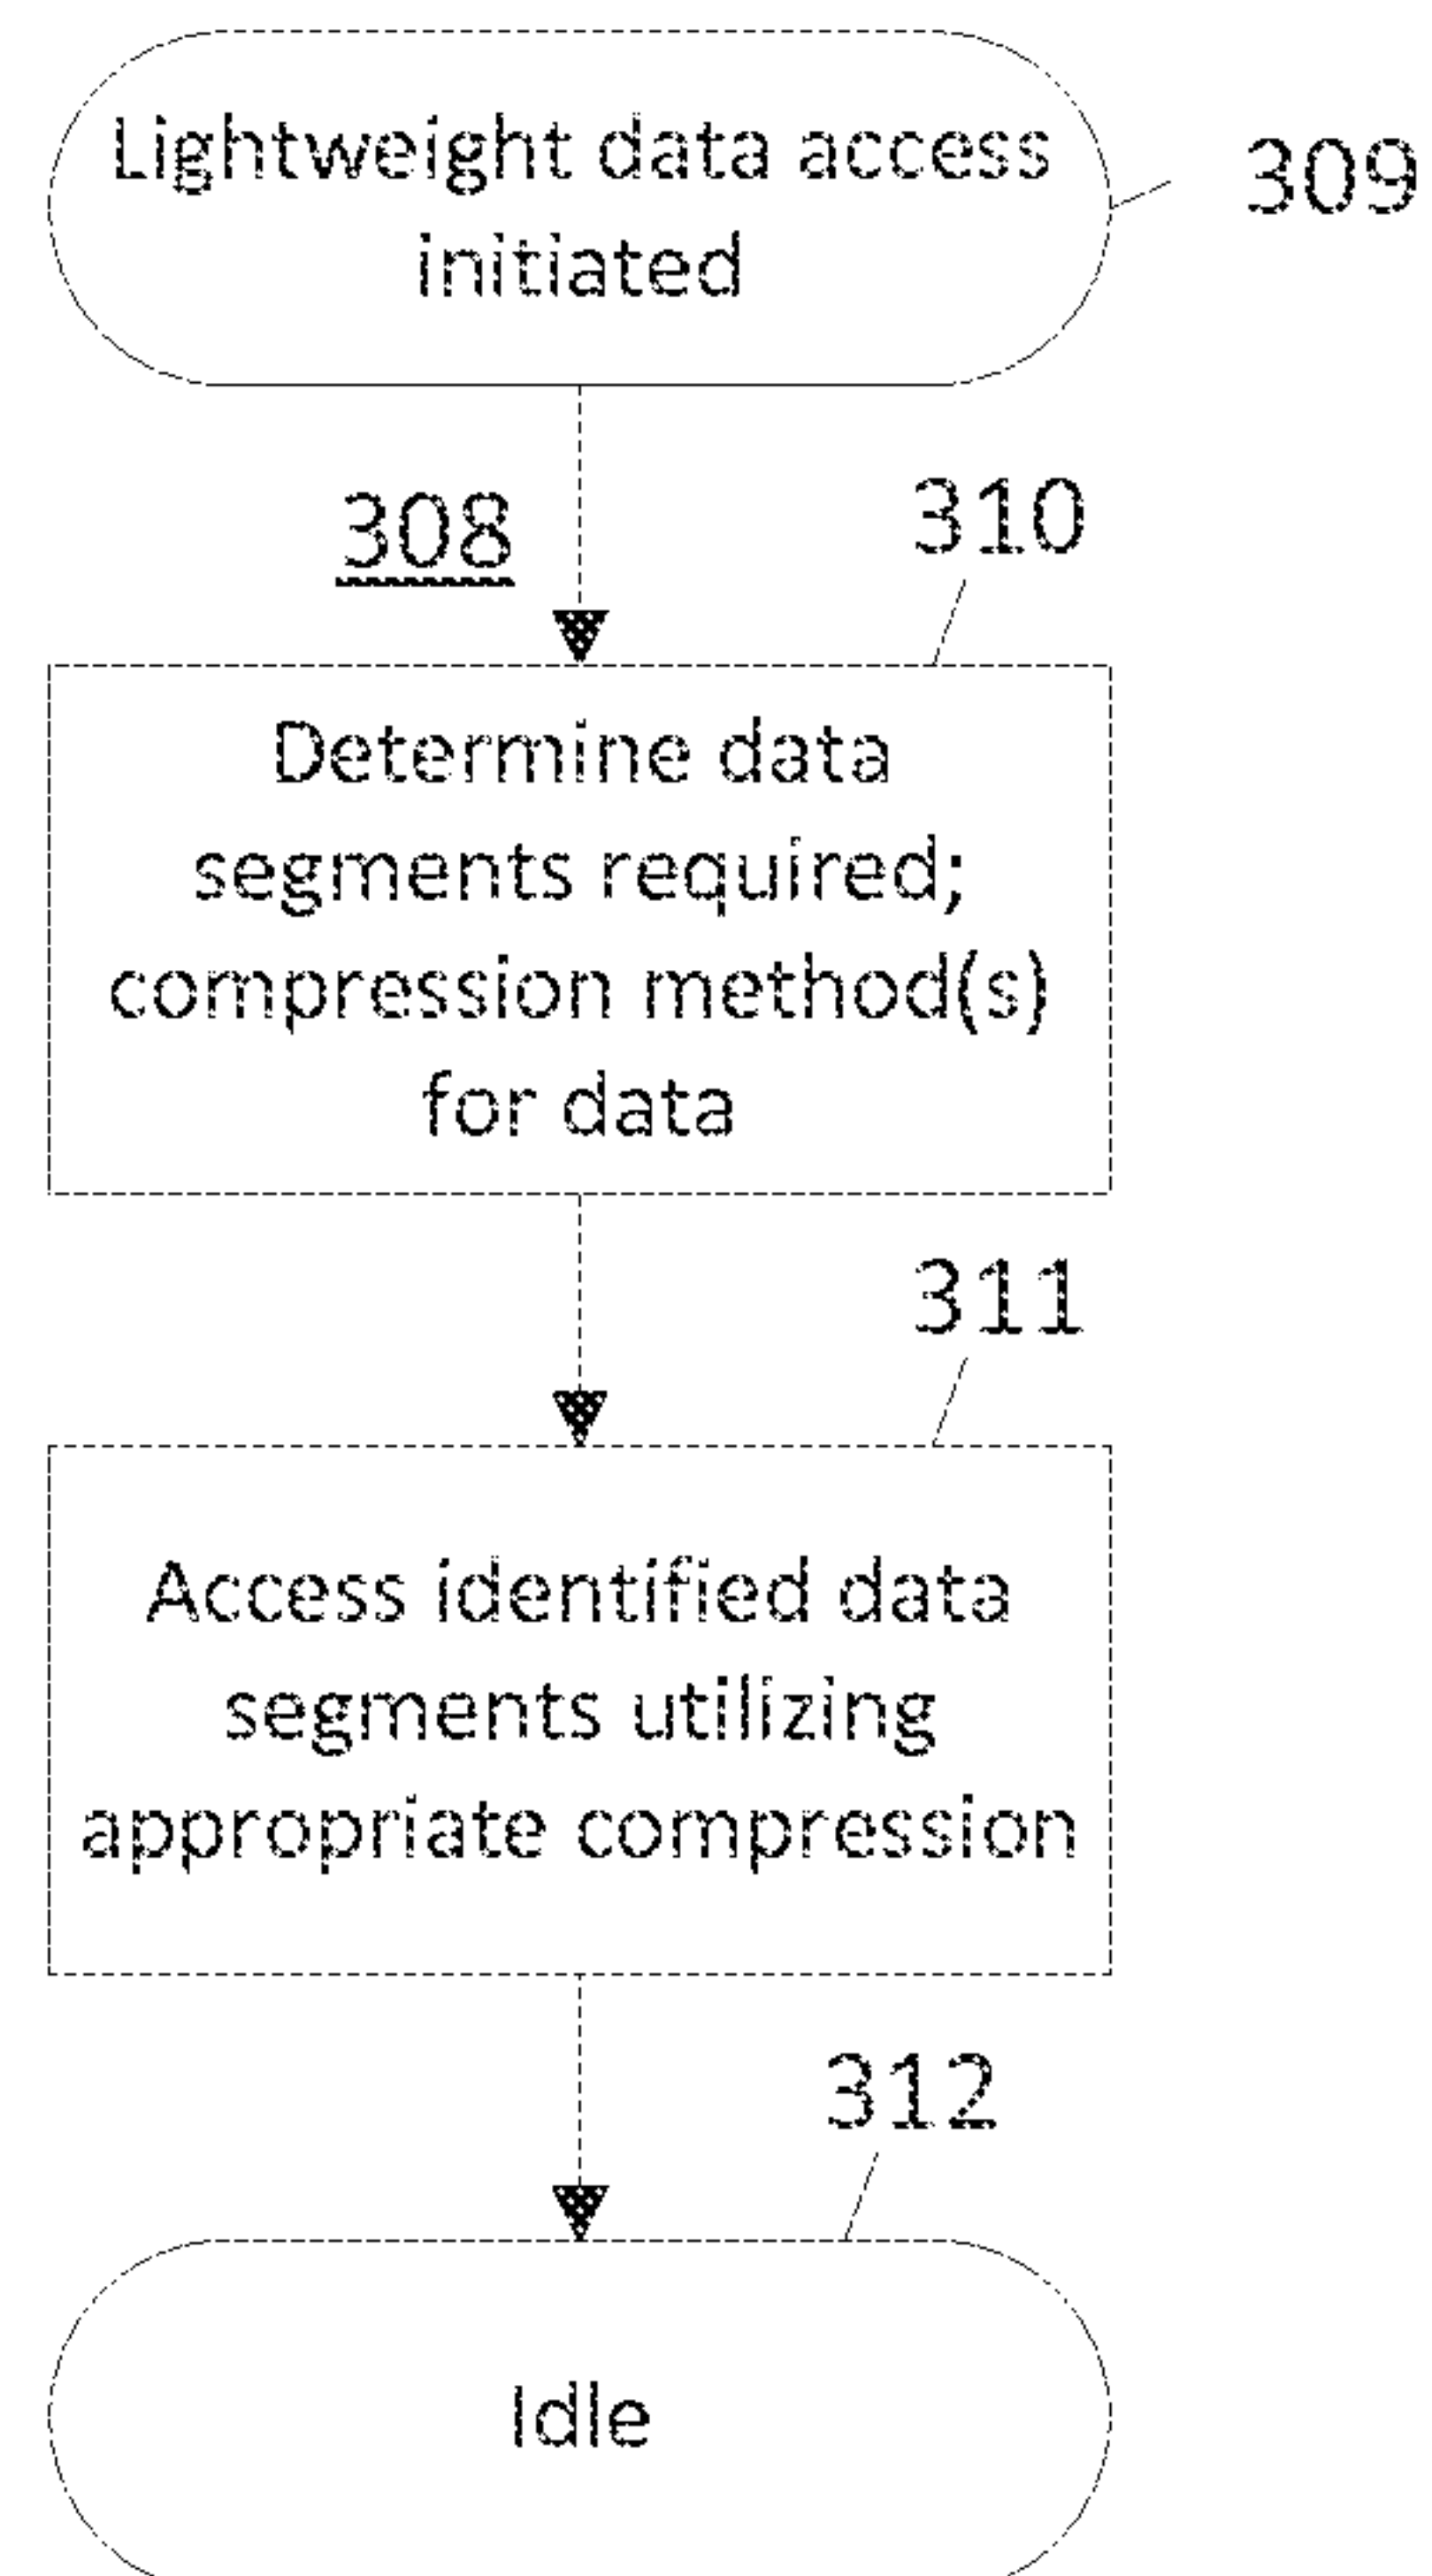 Lightweight data access
initiated
309
308
310
Determine data
segments required;
compression method(s)
for data
311
Access identified data
segments utilizing
appropriate compression
312
Idle